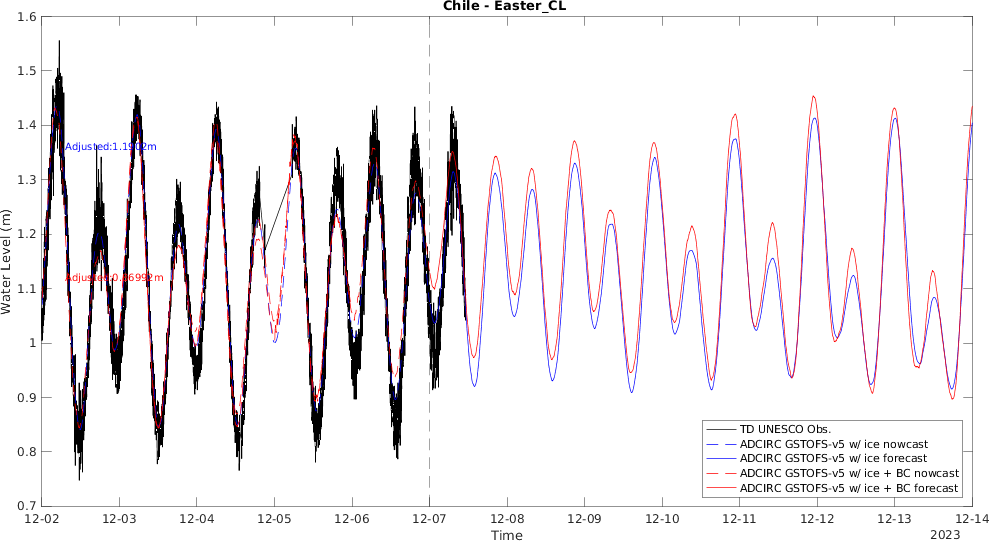 Chile - Easter_CL
1.6
1.5
1.4
1.3
1.2
1.1
1
0.9
0.8
0.7
Water Level (m)
Adjusted:1.1902m
TD UNESCO Obs.
ADCIRC GSTOFS-v5 w/ ice nowcast
ADCIRC GSTOFS-v5 w/ ice forecast
ADCIRC GSTOFS-v5 w/ ice + BC nowcast
ADCIRC GSTOFS-v5 w/ ice + BC forecast
12-02 12-03 12-04 12-05 12-06 12-07 12-08 12-09 12-10 12-11 12-12 12-13 12-14
Time
2023